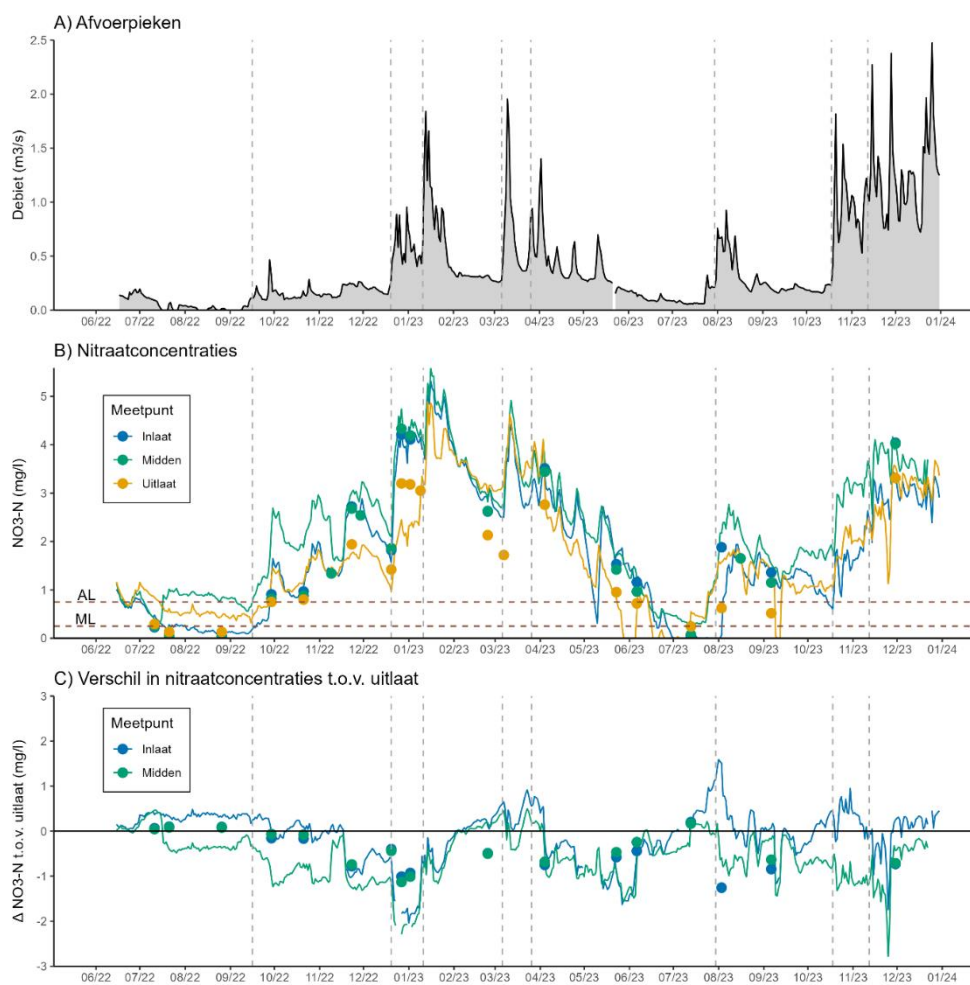 A) Afvoerpieken
Debiet (m3/s)
2.5
2.0
1.5
1.0
0.5
0.0
06/22 07/22 08/22 09/22 10/22 11/22 12/22 01/23 02/23 03/23 04/23 05/23 06/23 07/23 08/23 09/23 10/23 11/23 12/23 01/24
B) Nitraatconcentraties
NO3-N (mg/l)
5
4
3
2
1
0
Meetpunt
Inlaat
Midden
Uitlaat
AL
ML
06/22 07/22 08/22 09/22 10/22 11/22 12/22 01/23 02/23 03/23 04/23 05/23 06/23 07/23 08/23 09/23 10/23 11/23 12/23 01/24
C) Verschil in nitraatconcentraties t.o.v. uitlaat
Δ NO3-N t.o.v. uitlaat (mg/l)
3
2
1
0
-1
-2
-3
Meetpunt
Inlaat
Midden
06/22 07/22 08/22 09/22 10/22 11/22 12/22 01/23 02/23 03/23 04/23 05/23 06/23 07/23 08/23 09/23 10/23 11/23 12/23 01/24